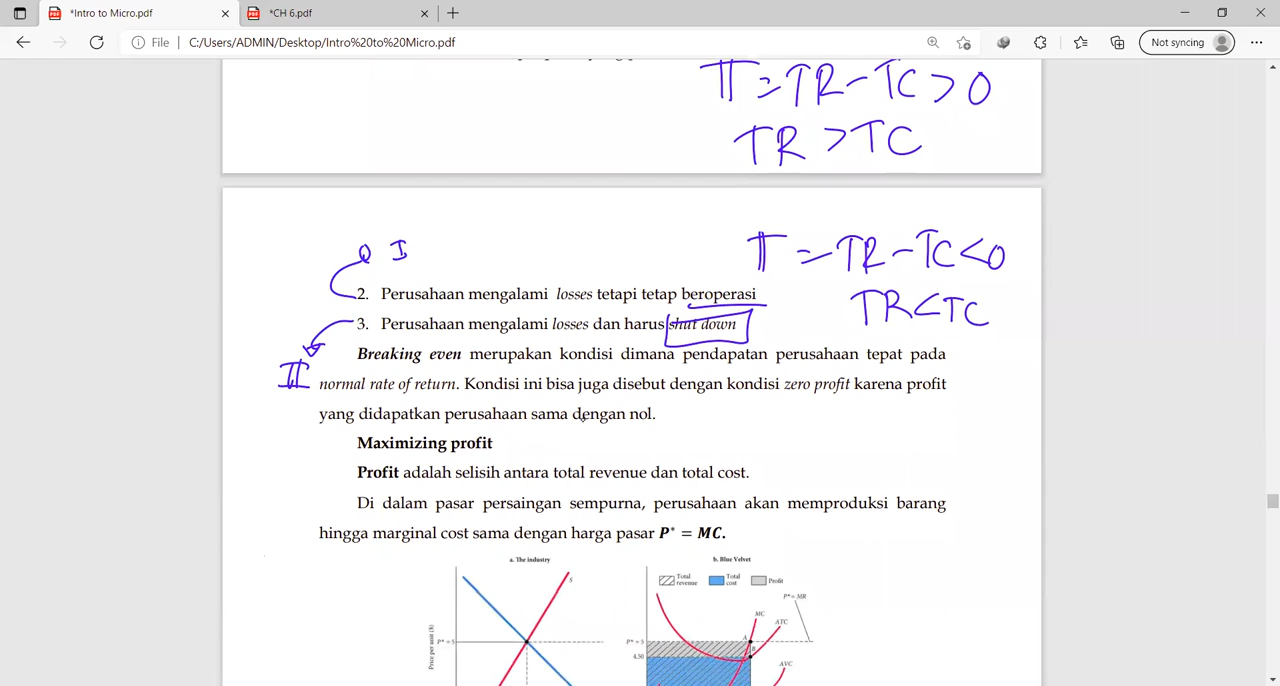 *Intro to Micro.pdf
*CH 6.pdf
File
C:/Users/ADMIN/Desktop/Intro%20to%20Micro.pdf
Not syncing
π = TR - TC > 0
TR > TC
I
π = TR - TC < 0
2. Perusahaan mengalami losses tetapi tetap beroperasi
TR < TC
3. Perusahaan mengalami losses dan harus shut down
Breaking even merupakan kondisi dimana pendapatan perusahaan tepat pada
II
normal rate of return. Kondisi ini bisa juga disebut dengan kondisi zero profit karena profit
yang didapatkan perusahaan sama dengan nol.
Maximizing profit
Profit adalah selisih antara total revenue dan total cost.
Di dalam pasar persaingan sempurna, perusahaan akan memproduksi barang
hingga marginal cost sama dengan harga pasar P* = MC.
a. The industry
b. Blue Velvet
Total revenue
Total cost
Profit
P* = MR
S
MC
ATC
Price per unit ($)
P* = 5
P* = 5
A
B
4.50
AVC